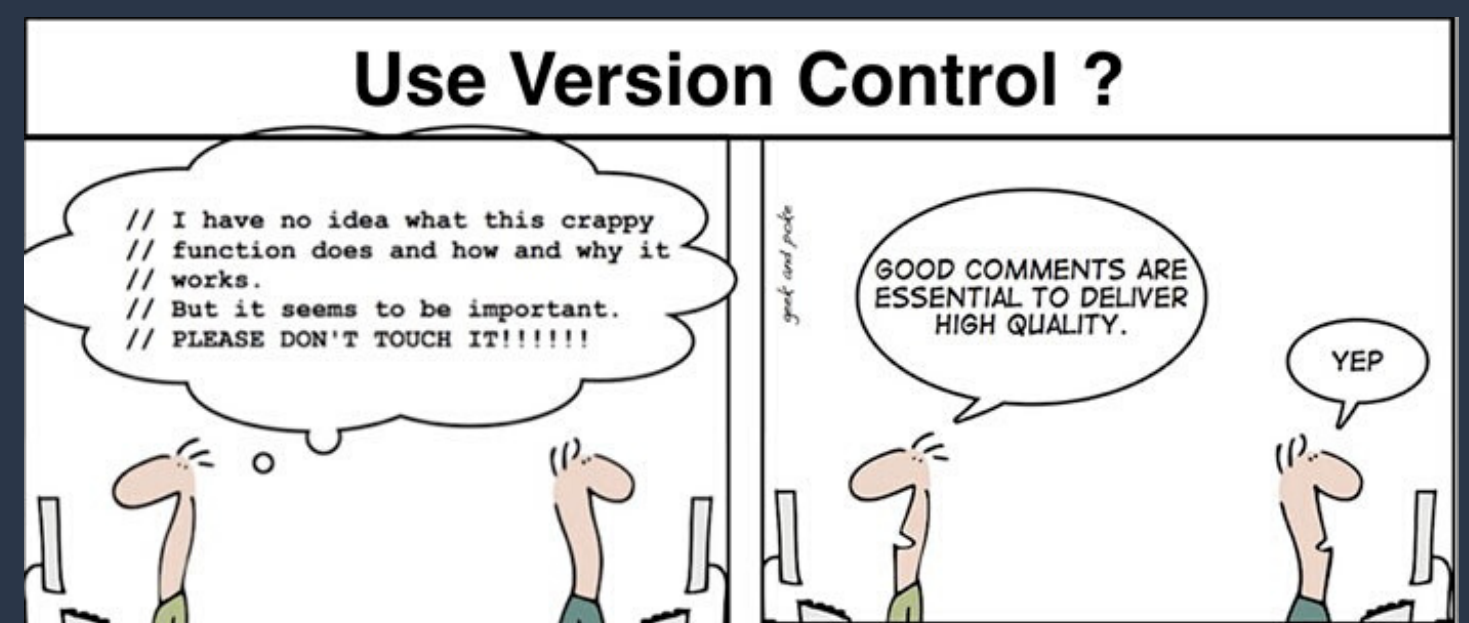 Use Version Control ?
// I have no idea what this crappy
// function does and how and why it
// works.
// But it seems to be important.
// PLEASE DON'T TOUCH IT!!!!!!
geek and poke
GOOD COMMENTS ARE
ESSENTIAL TO DELIVER
HIGH QUALITY.
YEP